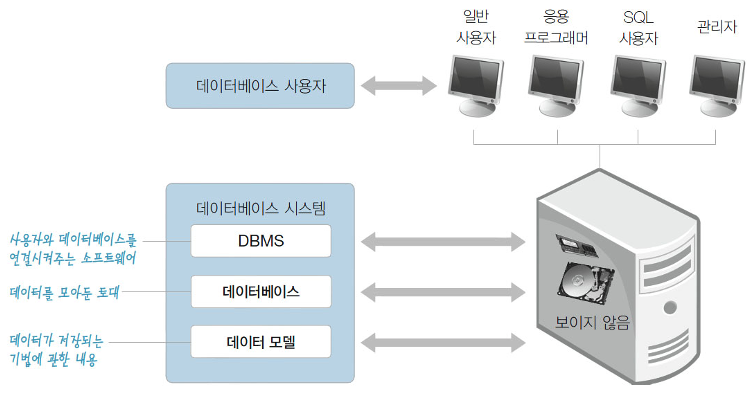 일반
사용자
응용
프로그래머
SQL
사용자
관리자
데이터베이스 사용자
데이터베이스 시스템
DBMS
데이터베이스
데이터 모델
사용자와 데이터베이스를
연결시켜주는 소프트웨어
데이터를 모아둔 토대
데이터가 저장되는
기법에 관한 내용
보이지 않음